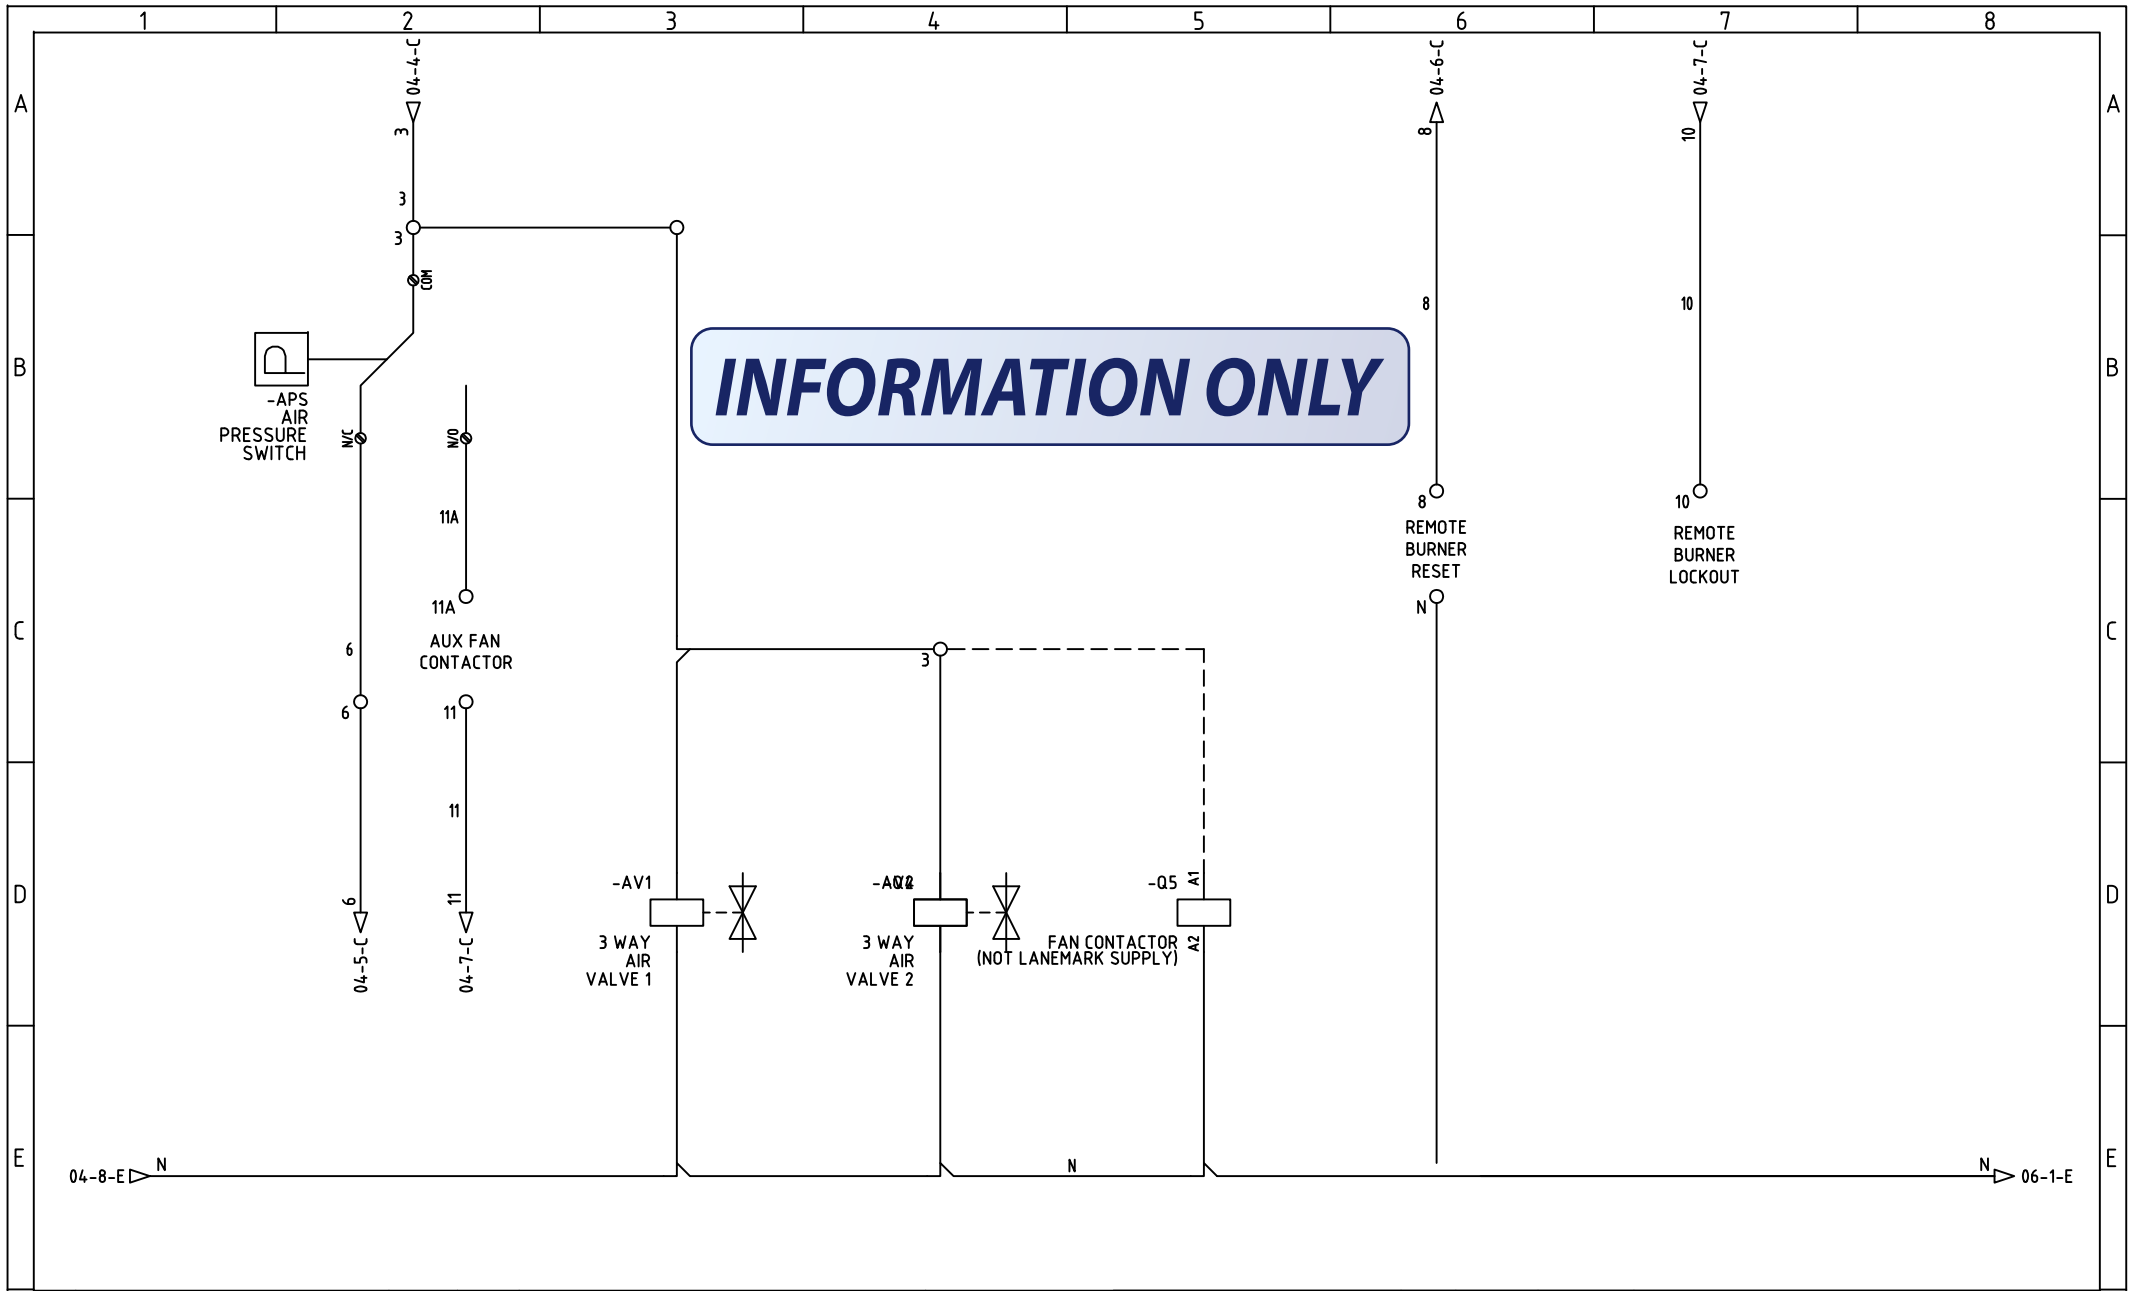 1 2 3 4 5 6 7 8
A
A
04-4-C
04-6-C
04-7-C
3
8
10
3
3
COM
B
B
8
10
INFORMATION ONLY
-APS
AIR
PRESSURE
SWITCH
N/C
N/O
8
10
11A
REMOTE
BURNER
RESET
REMOTE
BURNER
LOCKOUT
11A
N
C
C
AUX FAN
CONTACTOR
6
3
6
11
11
D
D
-AV1
-Q5
A1
6
11
3 WAY
AIR
VALVE 1
3 WAY
AIR
VALVE 2
FAN CONTACTOR
(NOT LANEMARK SUPPLY)
A2
04-5-C
04-7-C
E
E
04-8-E
N
N
N
06-1-E